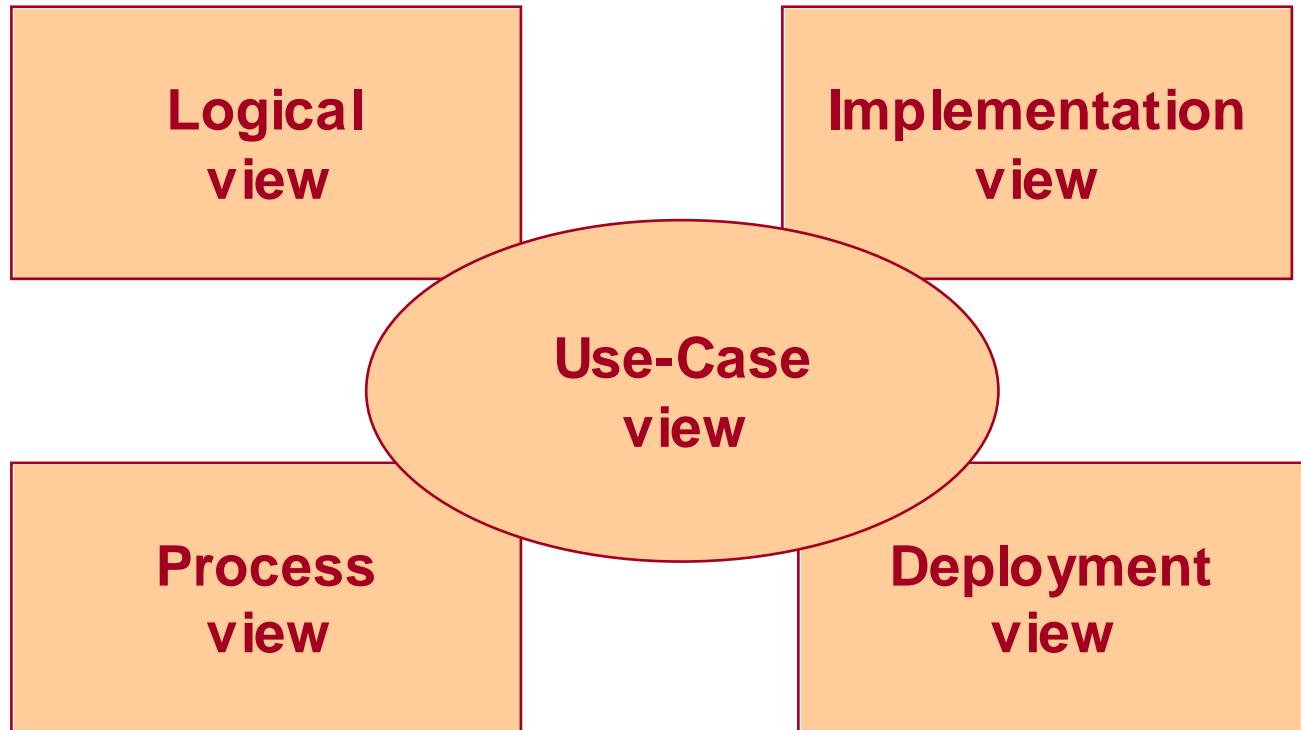 Logical
view
Implementation
view
Use-Case
view
Process
view
Deployment
view